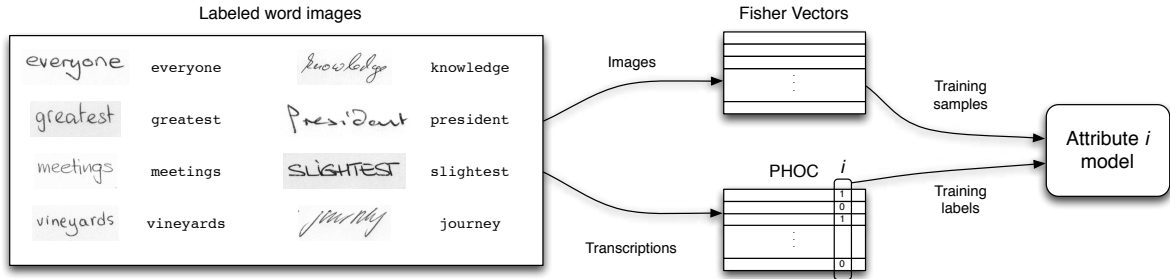 Labeled word images
Fisher Vectors
everyone everyone knowledge knowledge
greatest greatest President president
meetings meetings SLIGHTEST slightest
vineyards vineyards journey journey
Images
Training
samples
Attribute i
model
PHOC i
1
0
1
0
Transcriptions
Training
labels